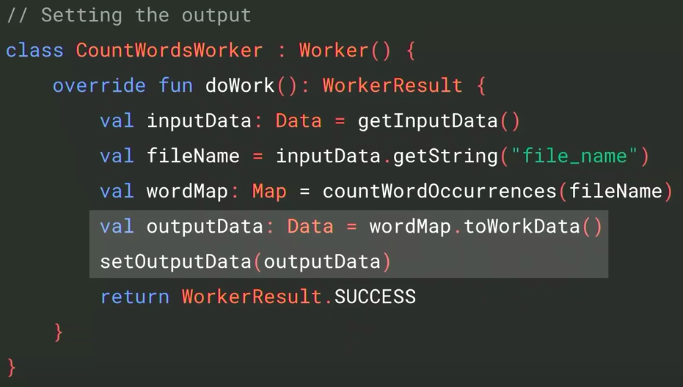 // Setting the output
class CountWordsWorker : Worker() {
    override fun doWork(): WorkerResult {
        val inputData: Data = getInputData()
        val fileName = inputData.getString("file_name")
        val wordMap: Map = countWordOccurrences(fileName)
        val outputData: Data = wordMap.toWorkData()
        setOutputData(outputData)
        return WorkerResult.SUCCESS
    }
}